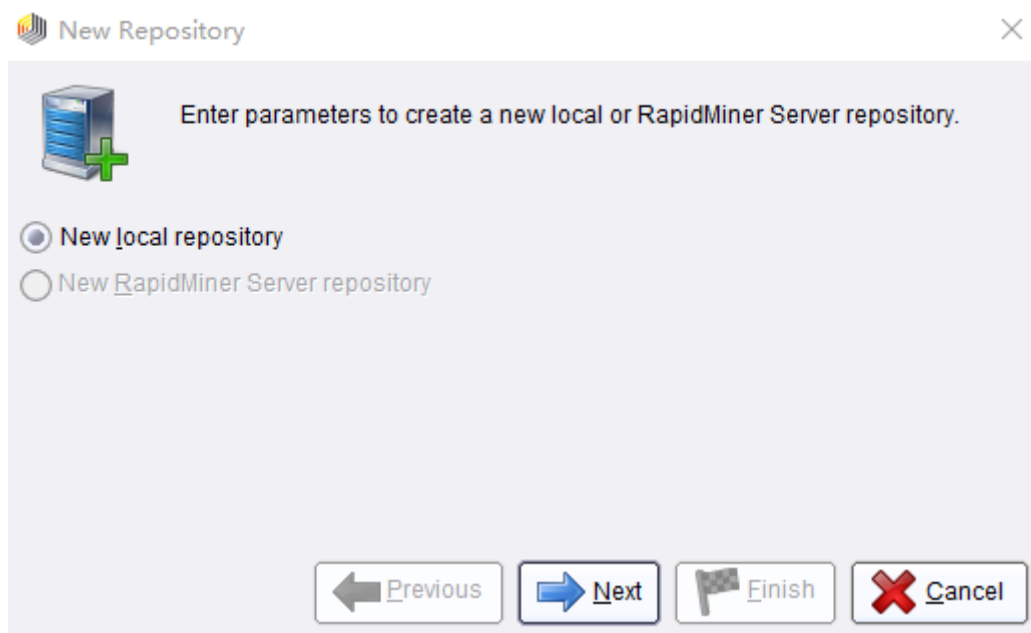 New Repository
Enter parameters to create a new local or RapidMiner Server repository.
New local repository
New RapidMiner Server repository
Previous Next Finish Cancel